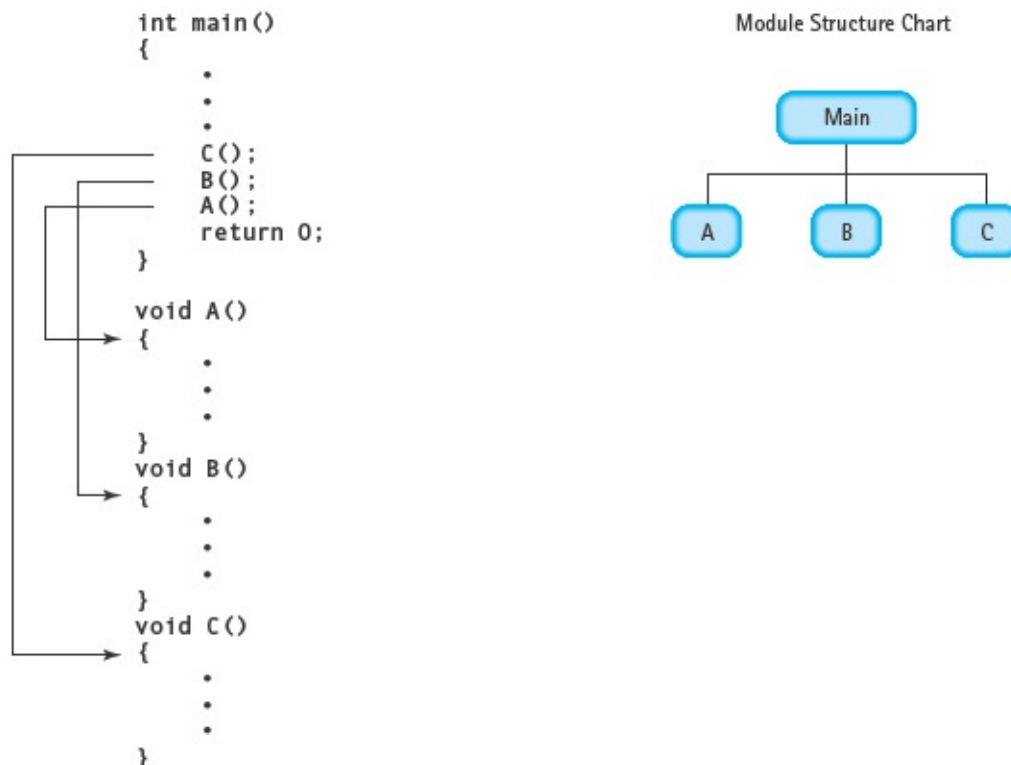 int main()
{
•
•
•
C();
B();
A();
return 0;
}
void A()
{
•
•
•
}
void B()
{
•
•
•
}
void C()
{
•
•
•
}
Module Structure Chart
Main
A
B
C